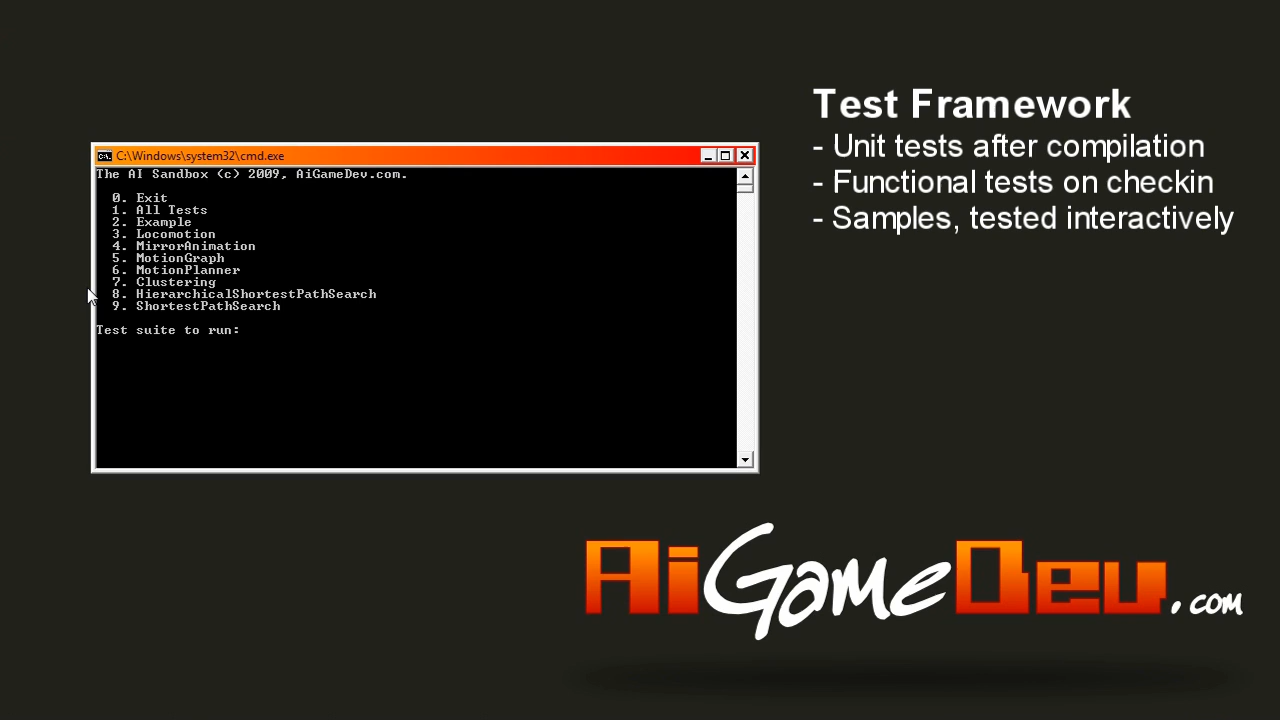 C:\Windows\system32\cmd.exe
The AI Sandbox (c) 2009, AiGameDev.com.
0. Exit
1. All Tests
2. Example
3. Locomotion
4. MirrorAnimation
5. MotionGraph
6. MotionPlanner
7. Clustering
8. HierarchicalShortestPathSearch
9. ShortestPathSearch
Test suite to run:
Test Framework
- Unit tests after compilation
- Functional tests on checkin
- Samples, tested interactively
AiGameDev.com